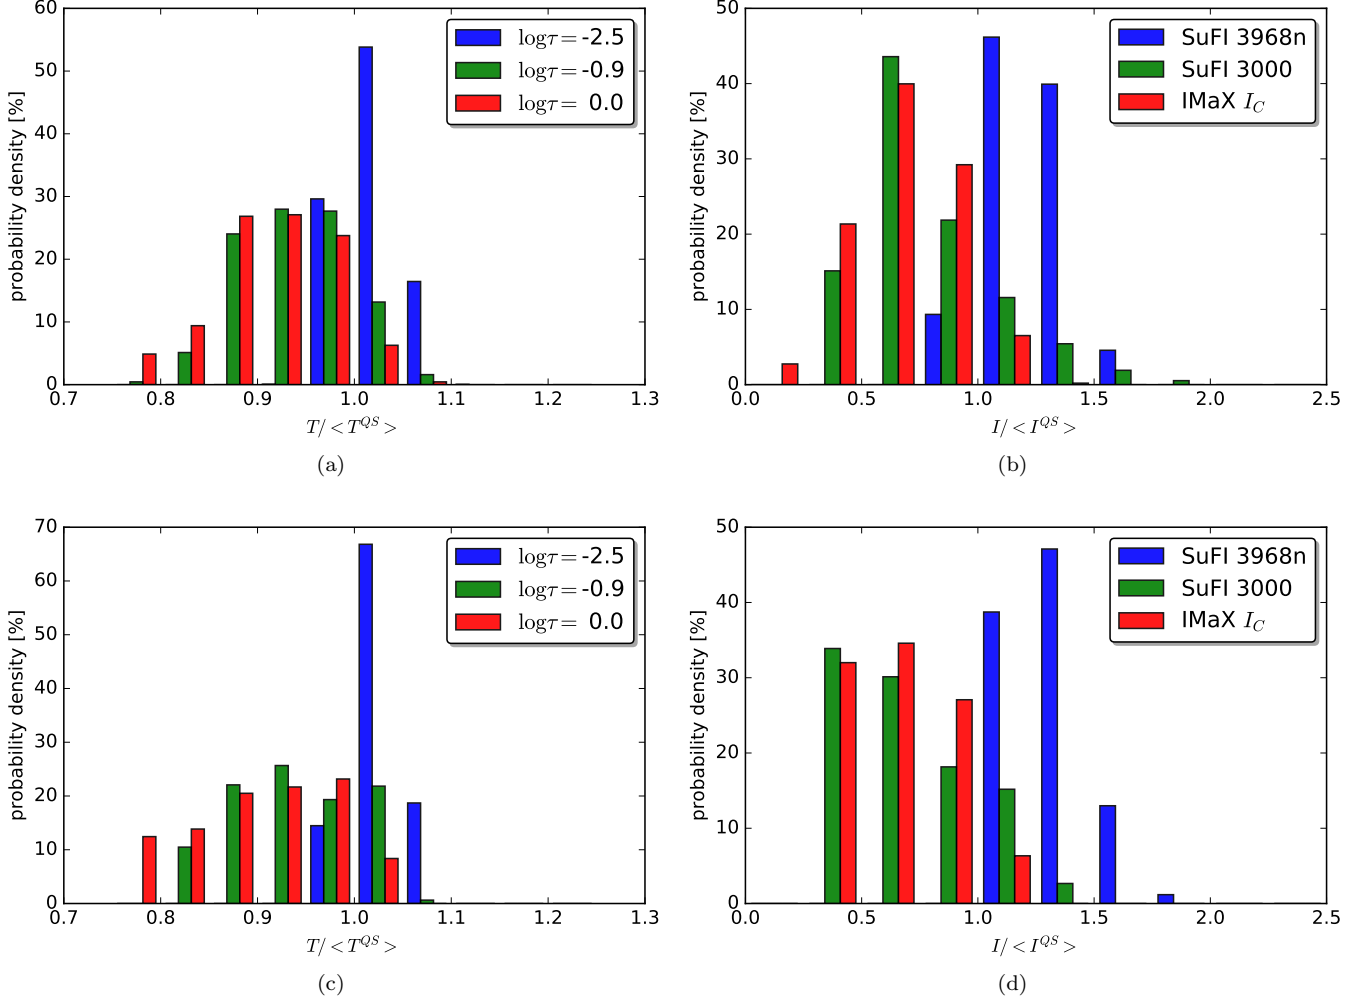 60
50
40
30
20
10
0
probability density [%]
logτ = -2.5
logτ = -0.9
logτ = 0.0
0.7 0.8 0.9 1.0 1.1 1.2 1.3
T/<T^{QS}>
(a)
50
40
30
20
10
0
probability density [%]
SuFI 3968n
SuFI 3000
IMaX I_C
0.0 0.5 1.0 1.5 2.0 2.5
I/<I^{QS}>
(b)
70
60
50
40
30
20
10
0
probability density [%]
logτ = -2.5
logτ = -0.9
logτ = 0.0
0.7 0.8 0.9 1.0 1.1 1.2 1.3
T/<T^{QS}>
(c)
50
40
30
20
10
0
probability density [%]
SuFI 3968n
SuFI 3000
IMaX I_C
0.0 0.5 1.0 1.5 2.0 2.5
I/<I^{QS}>
(d)